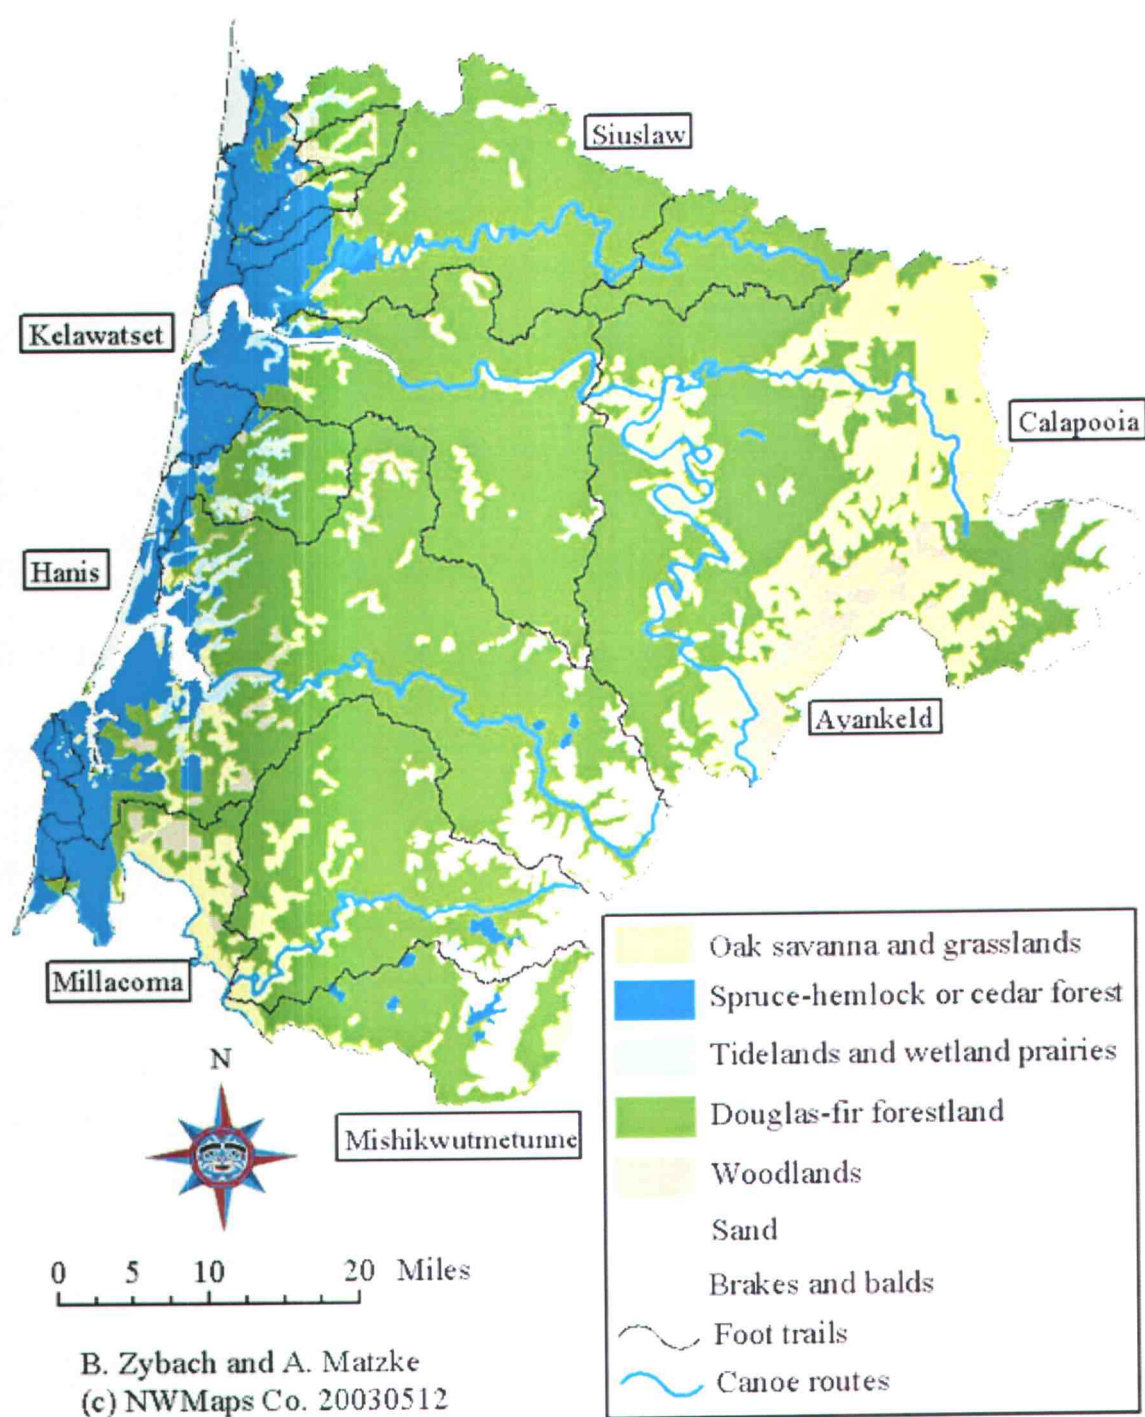 Siuslaw
Kelawatset
Calapooia
Hanis
Ayankeld
Millacoma
Mishikwutmetunne
N
0 5 10 20 Miles
B. Zybach and A. Matzke
(c) NWMaps Co. 20030512
Oak savanna and grasslands
Spruce-hemlock or cedar forest
Tidelands and wetland prairies
Douglas-fir forestland
Woodlands
Sand
Brakes and balds
Foot trails
Canoe routes